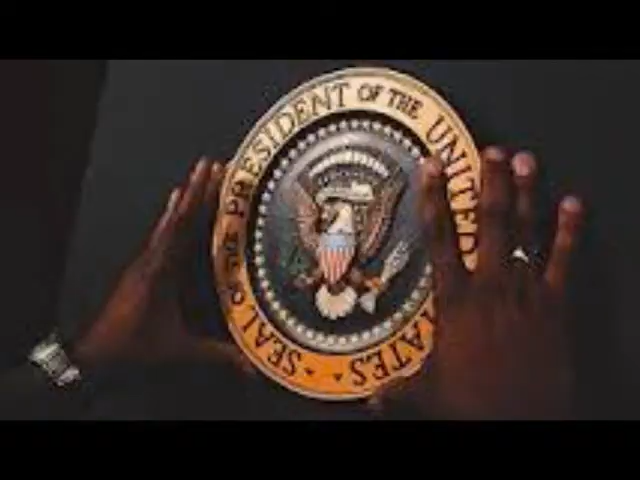 SEAL OF THE PRESIDENT OF THE UNITED